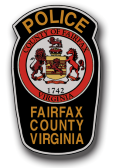 POLICE
COUNTY OF FAIRFAX
1742
VIRGINIA
FAIRFAX
COUNTY
VIRGINIA